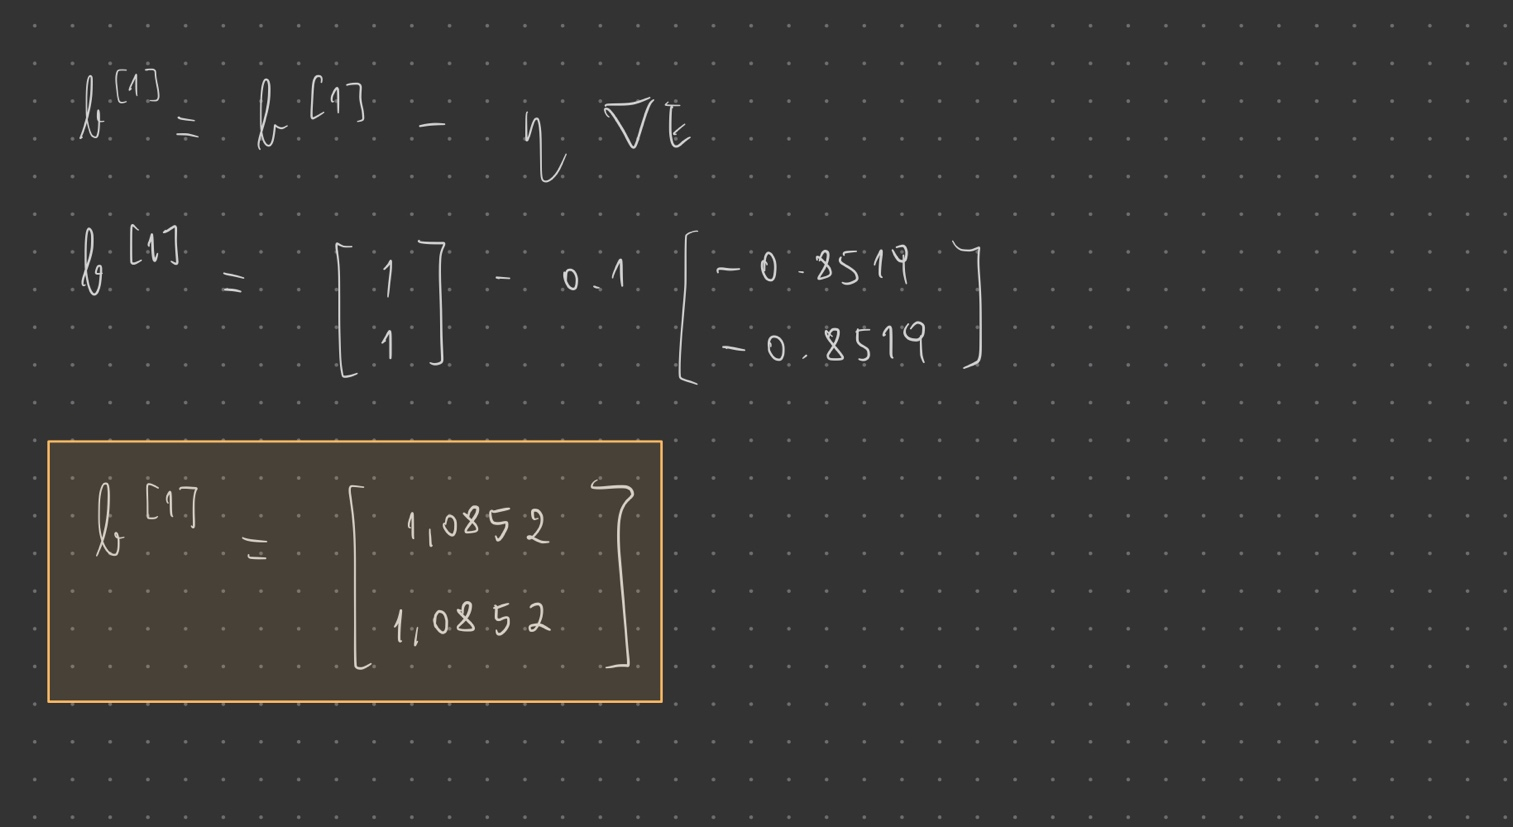 b^[1] = b^[1] - η ∇E
b^[1] = [1 1] - 0.1 [-0.8519 -0.8519]
b^[1] = [1,0852 1,0852]